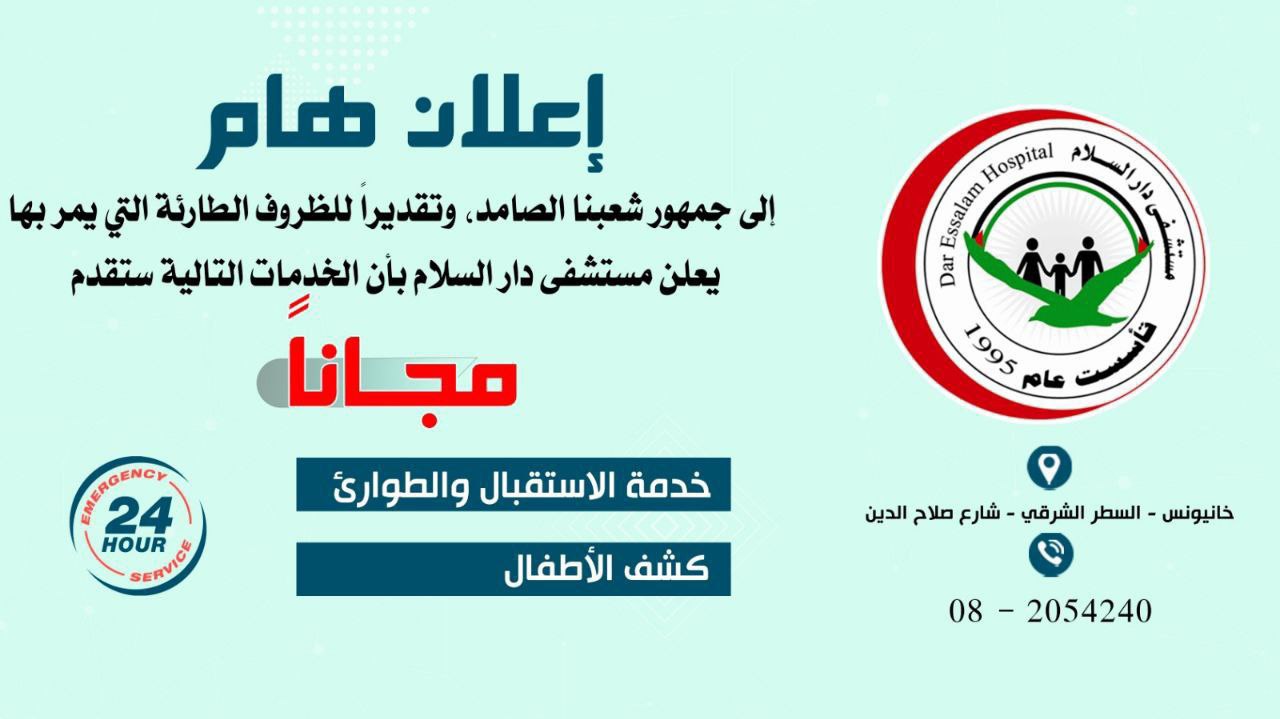 إعلان هام
إلى جمهور شعبنا الصامد، وتقديراً للظروف الطارئة التي يمر بها
يعلن مستشفى دار السلام بأن الخدمات التالية ستقدم
مجاناً
خدمة الاستقبال والطوارئ
كشف الأطفال
EMERGENCY
24
HOUR
SERVICE
مستشفى دار السلام
Dar Essalam Hospital
تأسست عام 1995
خانيونس - السطر الشرقي - شارع صلاح الدين
08 - 2054240